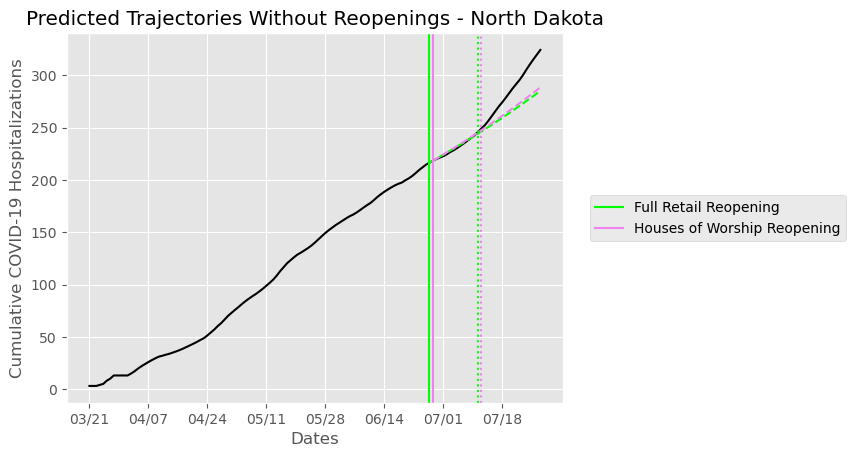 Predicted Trajectories Without Reopenings - North Dakota
Cumulative COVID-19 Hospitalizations
300
250
200
150
100
50
0
03/21 04/07 04/24 05/11 05/28 06/14 07/01 07/18
Dates
Full Retail Reopening
Houses of Worship Reopening